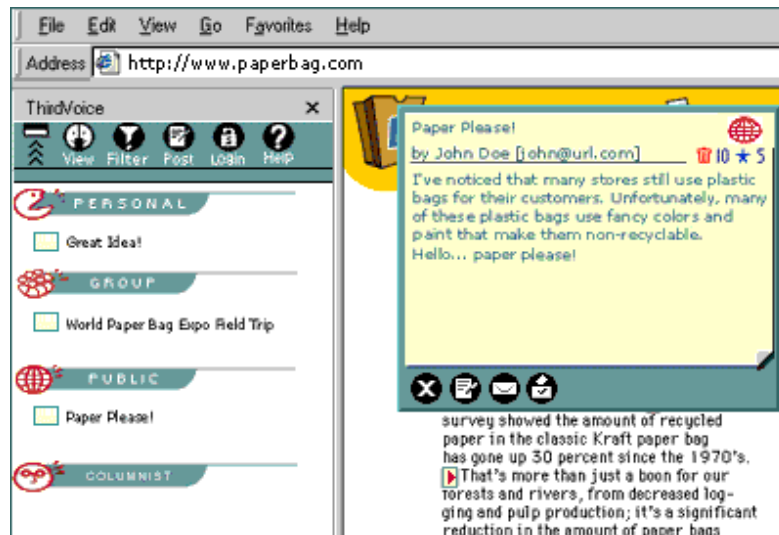 File Edit View Go Favorites Help
Address http://www.paperbag.com
ThirdVoice
View Filter Post Login Help
PERSONAL
Great Idea!
GROUP
World Paper Bag Expo Field Trip
PUBLIC
Paper Please!
COLUMNIST
Paper Please!
by John Doe [john@url.com] 10 5
I've noticed that many stores still use plastic
bags for their customers. Unfortunately, many
of these plastic bags use fancy colors and
paint that make them non-recyclable.
Hello... paper please!
survey showed the amount of recycled
paper in the classic Kraft paper bag
has gone up 30 percent since the 1970's.
That's more than just a boon for our
forests and rivers, from decreased log-
ging and pulp production; it's a significant
reduction in the amount of paper bags